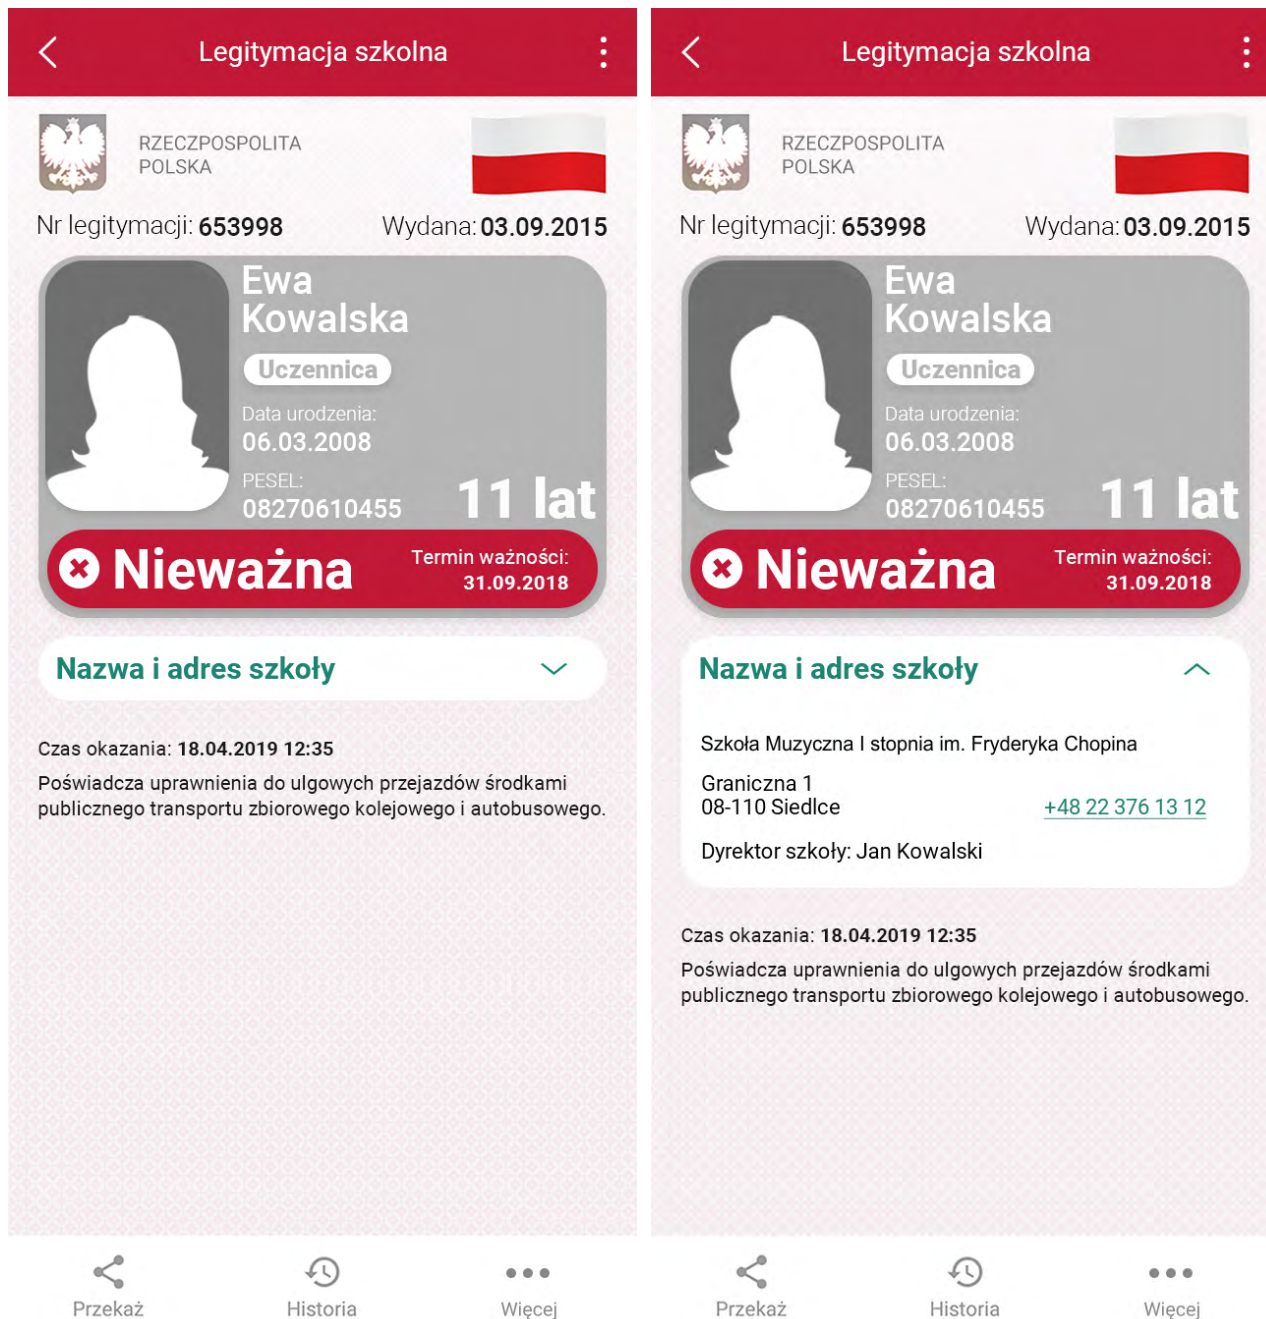 Legitymacja szkolna
RZECZPOSPOLITA
POLSKA
Nr legitymacji: 653998 Wydana: 03.09.2015
Ewa
Kowalska
Uczennica
Data urodzenia:
06.03.2008
PESEL:
08270610455
11 lat
Nieważna
Termin ważności:
31.09.2018
Nazwa i adres szkoły
Czas okazania: 18.04.2019 12:35
Poświadcza uprawnienia do ulgowych przejazdów środkami
publicznego transportu zbiorowego kolejowego i autobusowego.
Przekaż Historia Więcej
Legitymacja szkolna
RZECZPOSPOLITA
POLSKA
Nr legitymacji: 653998 Wydana: 03.09.2015
Ewa
Kowalska
Uczennica
Data urodzenia:
06.03.2008
PESEL:
08270610455
11 lat
Nieważna
Termin ważności:
31.09.2018
Nazwa i adres szkoły
Szkoła Muzyczna I stopnia im. Fryderyka Chopina
Graniczna 1
08-110 Siedlce
+48 22 376 13 12
Dyrektor szkoły: Jan Kowalski
Czas okazania: 18.04.2019 12:35
Poświadcza uprawnienia do ulgowych przejazdów środkami
publicznego transportu zbiorowego kolejowego i autobusowego.
Przekaż Historia Więcej